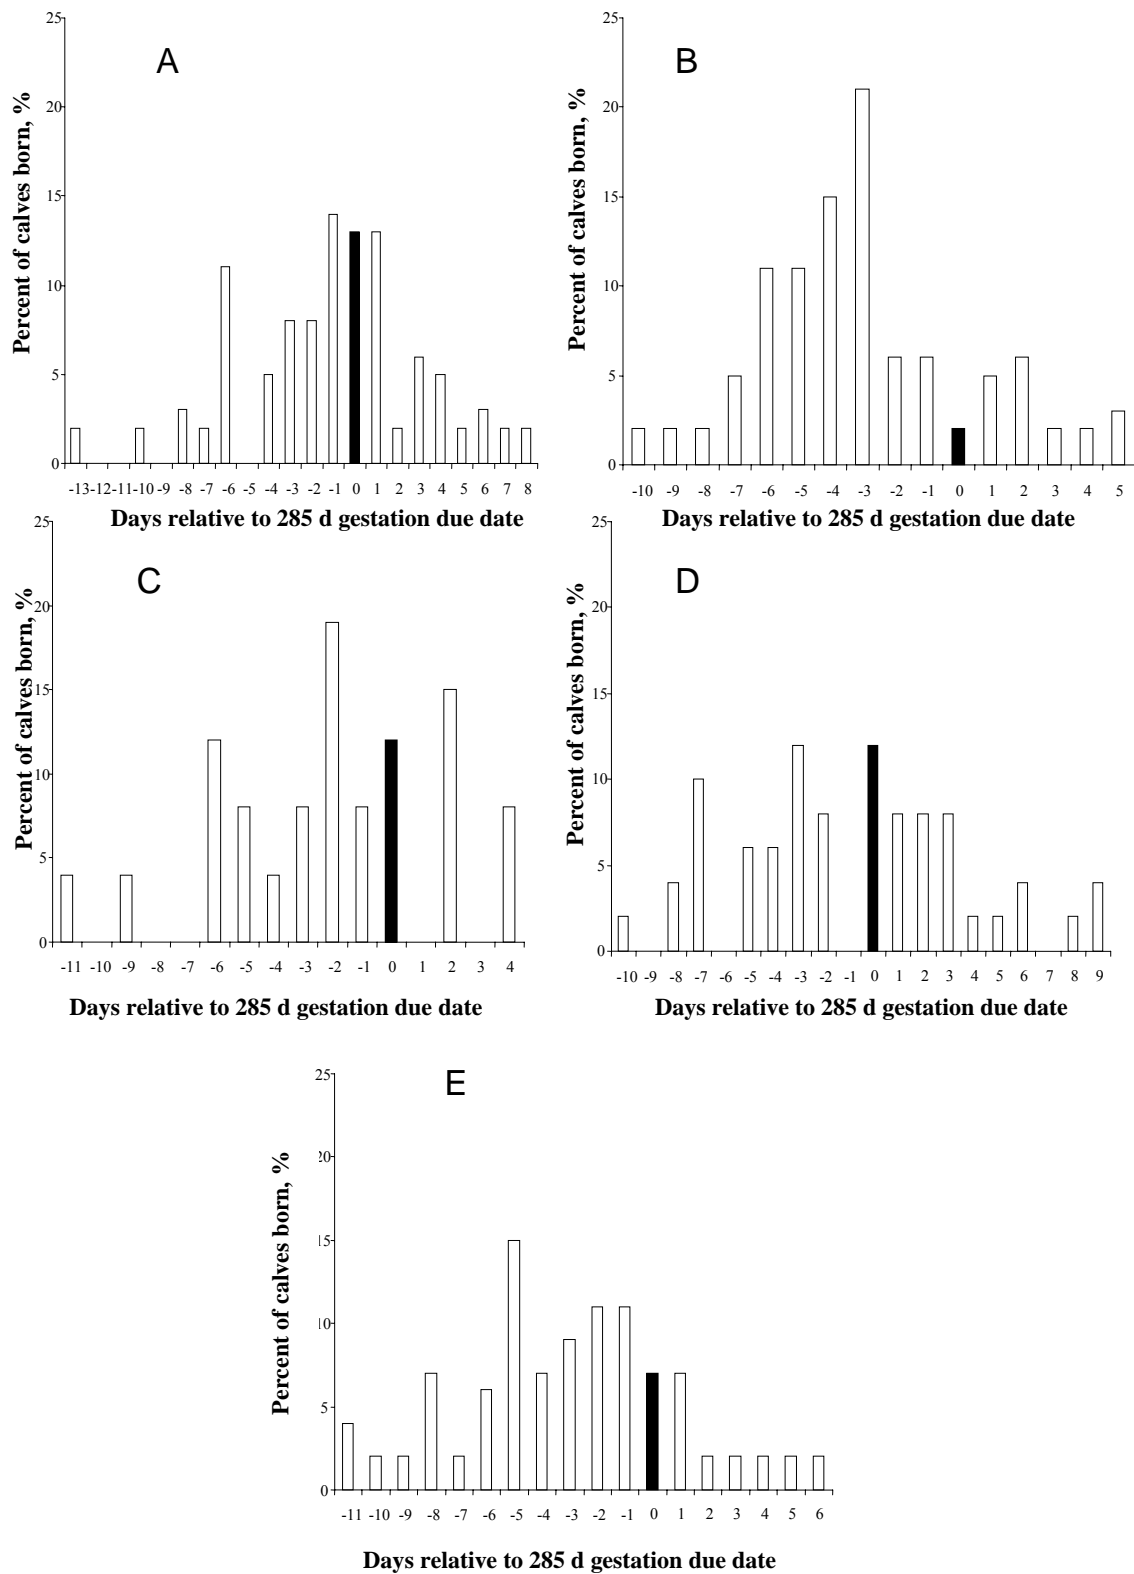 A
Percent of calves born, %
25
20
15
10
5
0
-13 -12 -11 -10 -9 -8 -7 -6 -5 -4 -3 -2 -1 0 1 2 3 4 5 6 7 8
Days relative to 285 d gestation due date
B
Percent of calves born, %
25
20
15
10
5
0
-10 -9 -8 -7 -6 -5 -4 -3 -2 -1 0 1 2 3 4 5
Days relative to 285 d gestation due date
C
Percent of calves born, %
25
20
15
10
5
0
-11 -10 -9 -8 -7 -6 -5 -4 -3 -2 -1 0 1 2 3 4
Days relative to 285 d gestation due date
D
Percent of calves born, %
25
20
15
10
5
0
-10 -9 -8 -7 -6 -5 -4 -3 -2 -1 0 1 2 3 4 5 6 7 8 9
Days relative to 285 d gestation due date
E
Percent of calves born, %
25
20
15
10
5
0
-11 -10 -9 -8 -7 -6 -5 -4 -3 -2 -1 0 1 2 3 4 5 6
Days relative to 285 d gestation due date